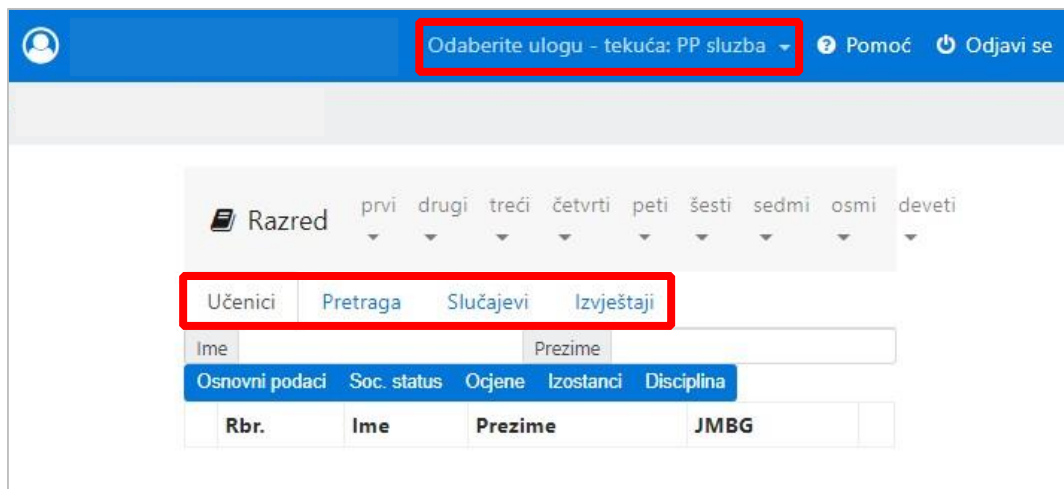 Odaberite ulogu - tekuća: PP sluzba Pomoć Odjavi se
Razred prvi drugi treći četvrti peti šesti sedmi osmi deveti
Učenici Pretraga Slučajevi Izvještaji
Ime Prezime
Osnovni podaci Soc. status Ocjene Izostanci Disciplina
Rbr. Ime Prezime JMBG